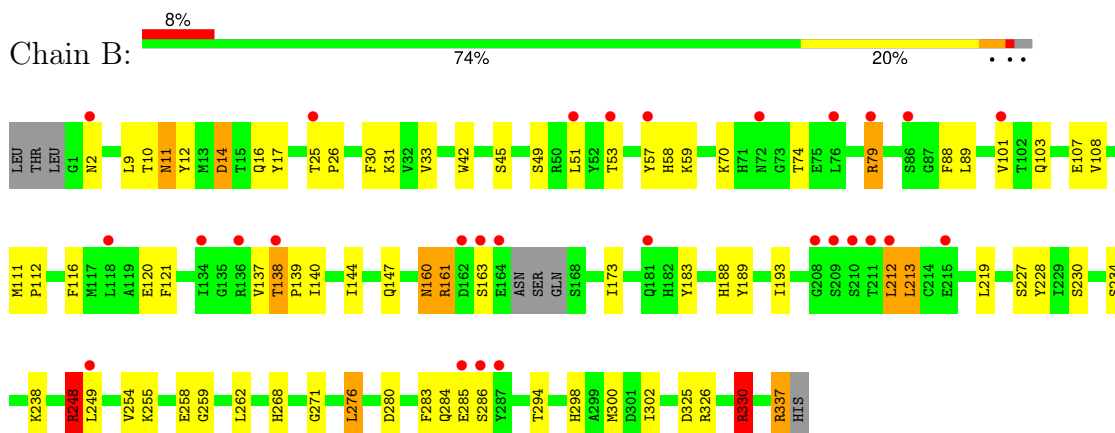 8%
Chain B:
74% 20% • • •
LEU THR LEU G1 N2 L9 T10 N11 Y12 M13 D14 T15 Q16 Y17 T25 P26 F30 K31 V32 V33 W42 S45 S49 R50 L51 Y52 T53 Y57 H58 K59 K70 H71 N72 G73 T74 E75 L76 R79 S86 G87 F88 L89 V101 T102 Q103 E107 V108
M111 P112 F116 M117 L118 A119 E120 F121 I134 G135 R136 V137 T138 P139 I140 I144 Q147 N160 R161 D162 S163 E164 ASN SER GLN S168 I173 Q181 H182 Y183 H188 Y189 I193 G208 S209 S210 T211 L212 L213 C214 E215 L219 S227 Y228 I229 S230 S234
K238 R248 L249 V254 K255 E258 G259 L262 H268 G271 L276 D280 F283 Q284 E285 S286 Y287 T294 H298 A299 M300 D301 I302 D325 R326 R330 R337 HIS